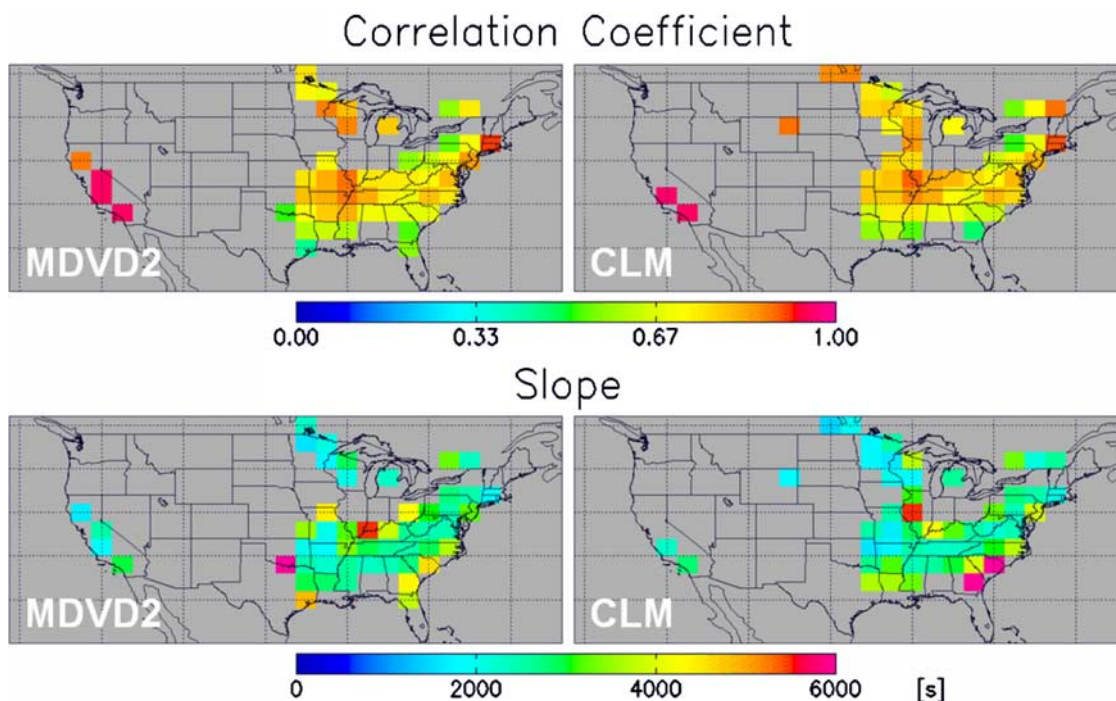 Correlation Coefficient
MDVD2 CLM
0.00 0.33 0.67 1.00
Slope
MDVD2 CLM
0 2000 4000 6000 [s]